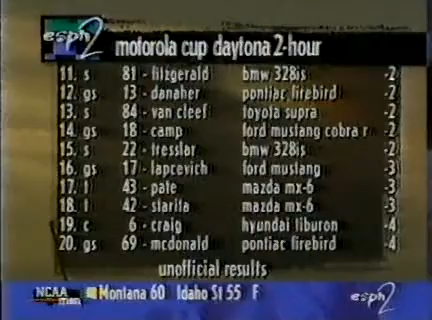 espn2 motorola cup daytona 2-hour
11. s 81 - fitzgerald bmw 328is -2
12. gs 13 - danaher pontiac firebird -2
13. s 84 - van cleef toyota supra -2
14. gs 18 - camp ford mustang cobra r -2
15. s 22 - tresslar bmw 328is -2
16. gs 17 - lapcevich ford mustang -3
17. t 43 - pate mazda mx-6 -3
18. t 42 - starita mazda mx-6 -3
19. c 6 - craig hyundai tiburon -4
20. gs 69 - mcdonald pontiac firebird -4
unofficial results
NCAA Montana 60 Idaho St 55 F espn2